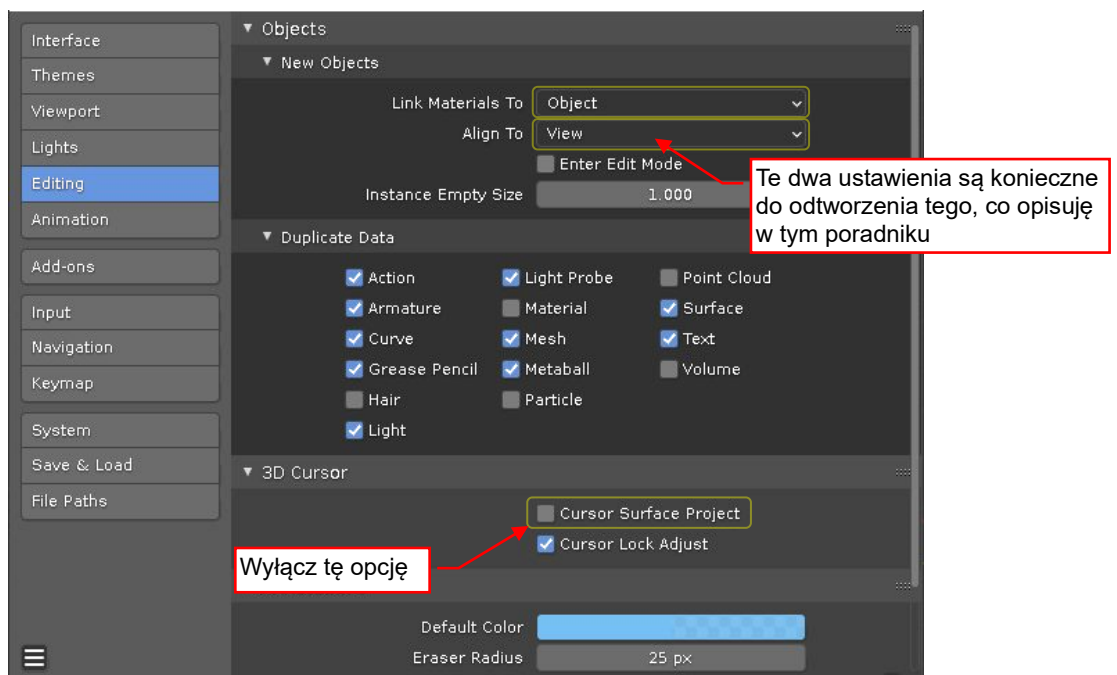 Interface
Themes
Viewport
Lights
Editing
Animation
Add-ons
Input
Navigation
Keymap
System
Save & Load
File Paths
Objects
New Objects
Link Materials To Object
Align To View
Enter Edit Mode
Instance Empty Size 1.000
Te dwa ustawienia są konieczne
do odtworzenia tego, co opisuję
w tym poradniku
Duplicate Data
Action Light Probe Point Cloud
Armature Material Surface
Curve Mesh Text
Grease Pencil Metaball Volume
Hair Particle
Light
3D Cursor
Cursor Surface Project
Cursor Lock Adjust
Wyłącz tę opcję
Default Color
Eraser Radius 25 px